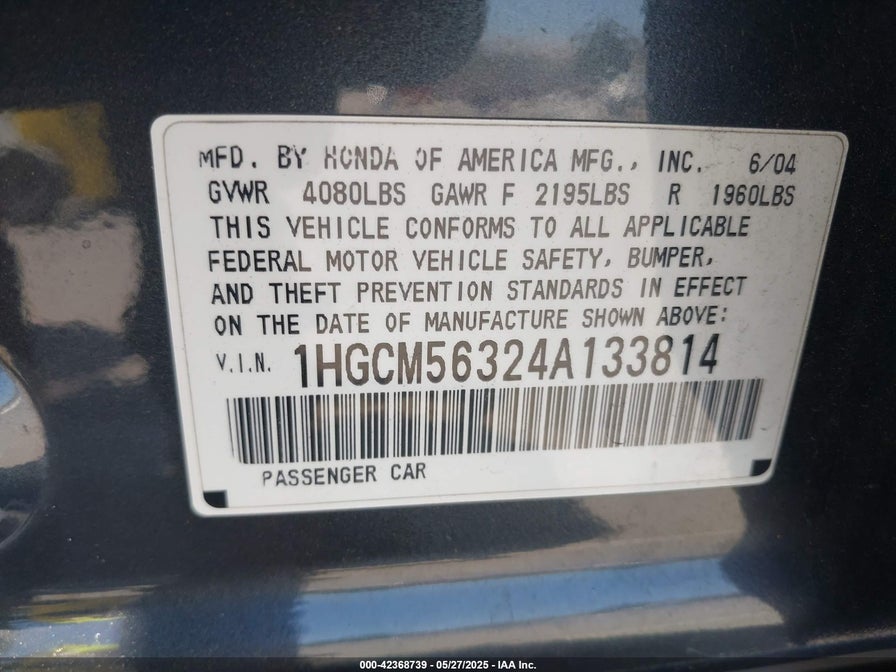 MFD. BY HONDA OF AMERICA MFG., INC. 6/04
GVWR 4080LBS GAWR F 2195LBS R 1960LBS
THIS VEHICLE CONFORMS TO ALL APPLICABLE
FEDERAL MOTOR VEHICLE SAFETY, BUMPER,
AND THEFT PREVENTION STANDARDS IN EFFECT
ON THE DATE OF MANUFACTURE SHOWN ABOVE:
V.I.N. 1HGCM56324A133814
PASSENGER CAR
000-42368739 - 05/27/2025 - IAA Inc.